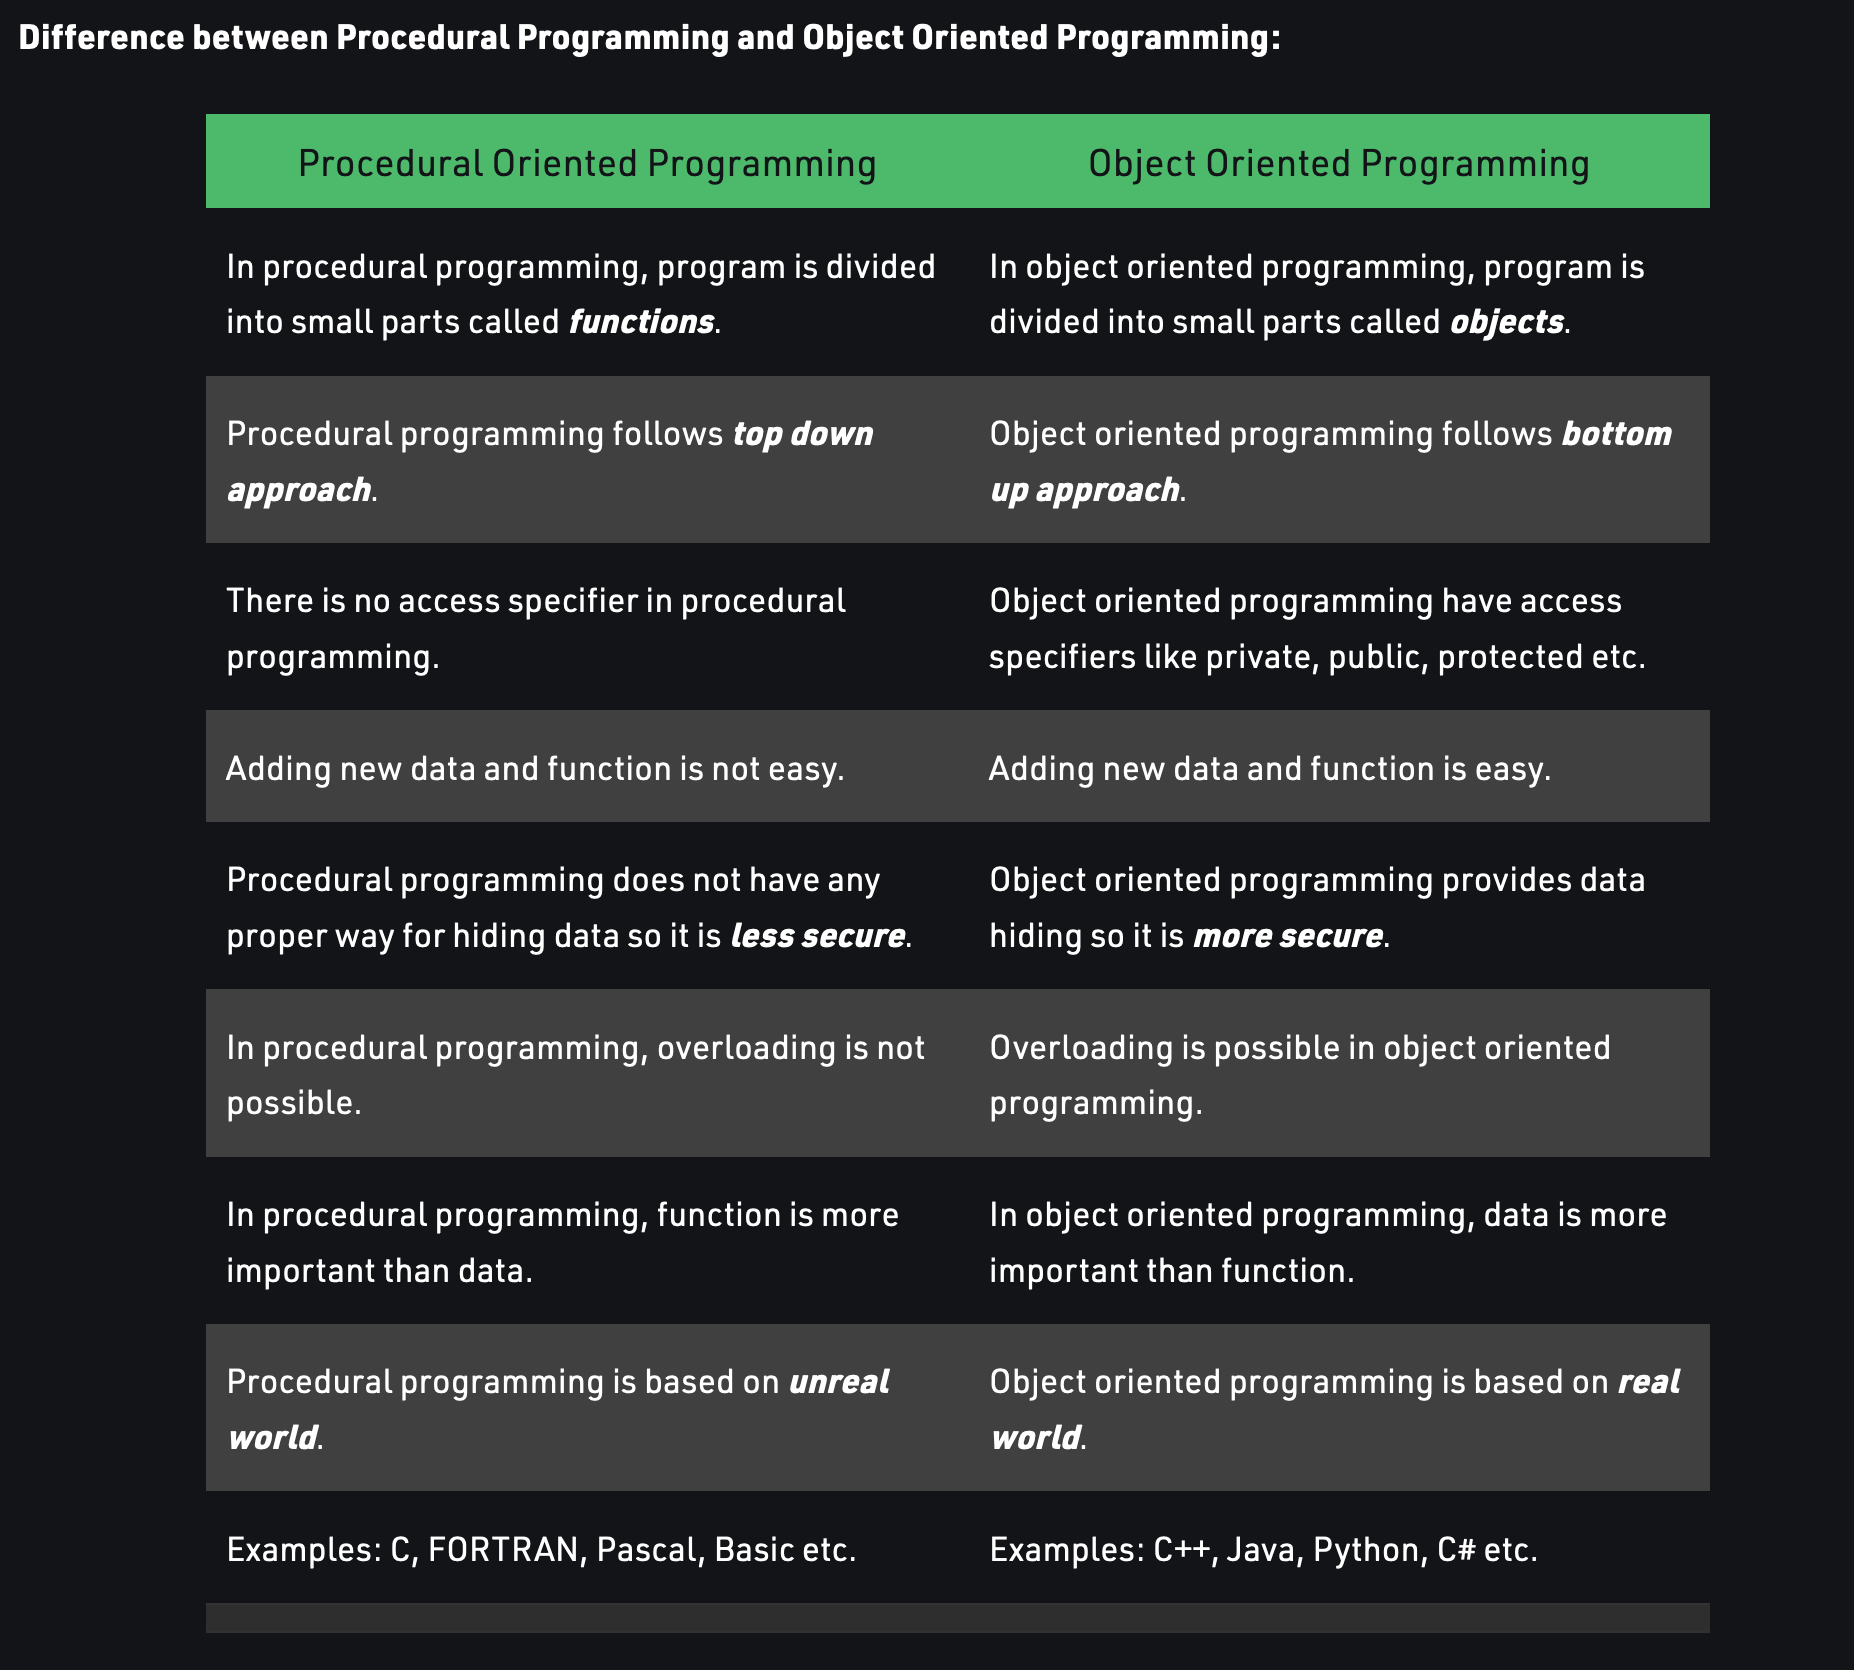 Difference between Procedural Programming and Object Oriented Programming:
Procedural Oriented Programming
Object Oriented Programming
In procedural programming, program is divided
into small parts called functions.
In object oriented programming, program is
divided into small parts called objects.
Procedural programming follows top down
approach.
Object oriented programming follows bottom
up approach.
There is no access specifier in procedural
programming.
Object oriented programming have access
specifiers like private, public, protected etc.
Adding new data and function is not easy.
Adding new data and function is easy.
Procedural programming does not have any
proper way for hiding data so it is less secure.
Object oriented programming provides data
hiding so it is more secure.
In procedural programming, overloading is not
possible.
Overloading is possible in object oriented
programming.
In procedural programming, function is more
important than data.
In object oriented programming, data is more
important than function.
Procedural programming is based on unreal
world.
Object oriented programming is based on real
world.
Examples: C, FORTRAN, Pascal, Basic etc.
Examples: C++, Java, Python, C# etc.